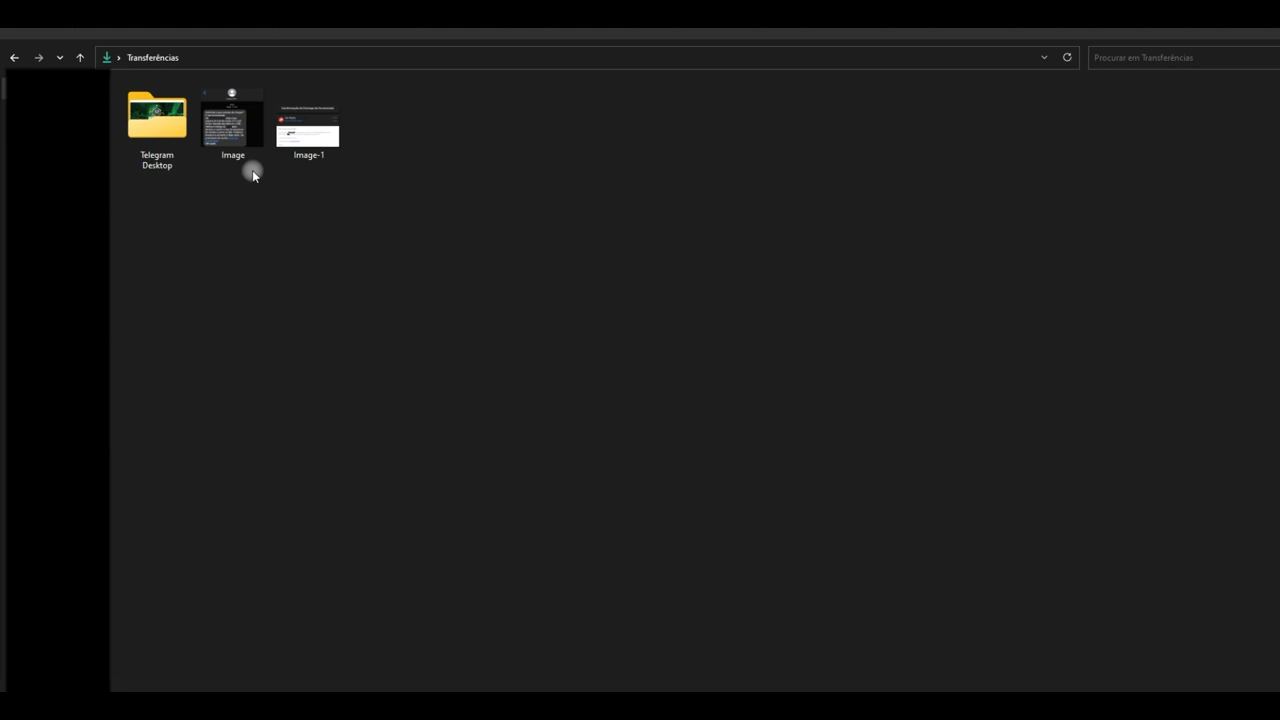 Transferências
Procurar em Transferências
Telegram
Desktop
Image
Image-1